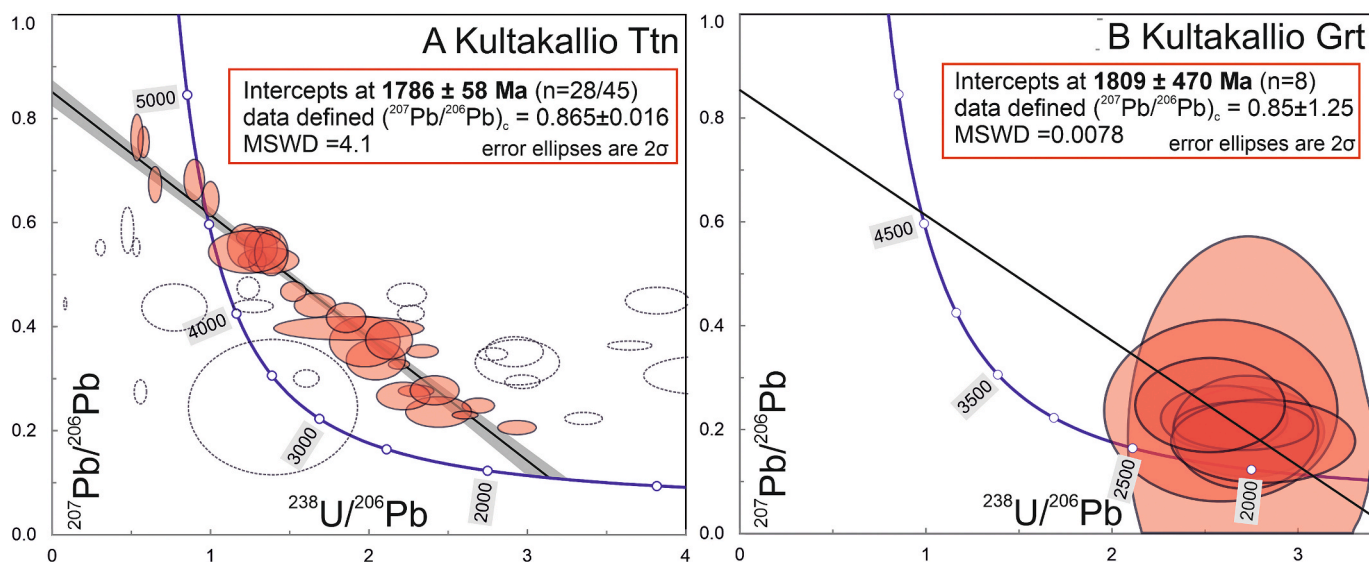 A Kultakallio Ttn
Intercepts at 1786 ± 58 Ma (n=28/45)
data defined (²⁰⁷Pb/²⁰⁶Pb)c = 0.865±0.016
MSWD =4.1
error ellipses are 2σ
1.0
0.8
0.6
0.4
0.2
0.0
5000
4000
3000
2000
²⁰⁷Pb/²⁰⁶Pb
²³⁸U/²⁰⁶Pb
0 1 2 3 4
B Kultakallio Grt
Intercepts at 1809 ± 470 Ma (n=8)
data defined (²⁰⁷Pb/²⁰⁶Pb)c = 0.85±1.25
MSWD =0.0078
error ellipses are 2σ
1.0
0.8
0.6
0.4
0.2
0.0
4500
3500
2500
2000
²⁰⁷Pb/²⁰⁶Pb
²³⁸U/²⁰⁶Pb
0 1 2 3